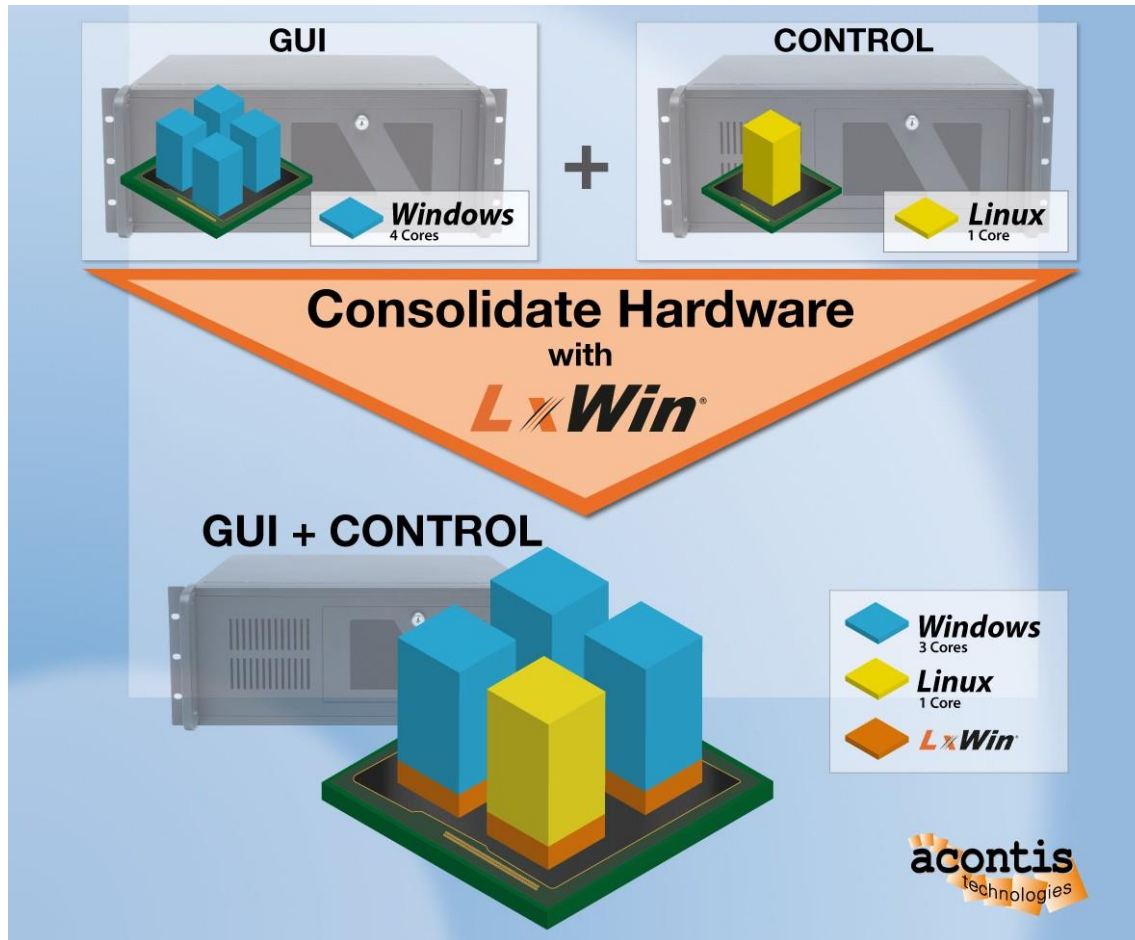 GUI
CONTROL
+
Windows
4 Cores
Linux
1 Core
Consolidate Hardware
with
LxWin®
GUI + CONTROL
Windows
3 Cores
Linux
1 Core
LxWin
acontis
technologies